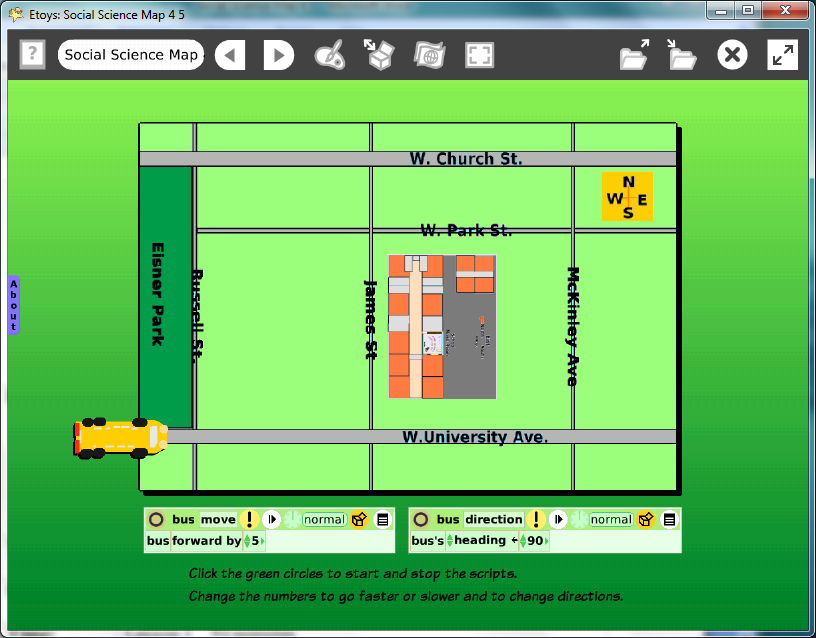 Etoys: Social Science Map 4 5
?
Social Science Map
W. Church St.
N
W E
S
W. Park St.
Eisner Park
Russell St.
James St
McKinley Ave
About
W.University Ave.
bus move ! normal
bus forward by 5
bus direction ! normal
bus's heading ← 90
Click the green circles to start and stop the scripts.
Change the numbers to go faster or slower and to change directions.